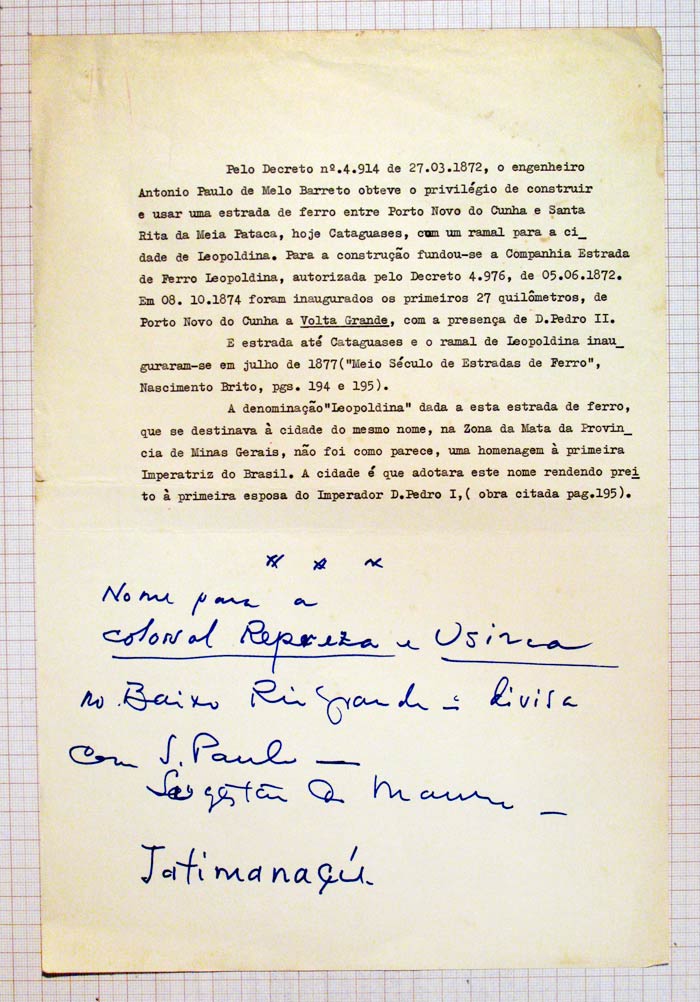 Pelo Decreto nº.4.914 de 27.03.1872, o engenheiro
Antonio Paulo de Melo Barreto obteve o privilégio de construir
e usar uma estrada de ferro entre Porto Novo do Cunha e Santa
Rita da Meia Pataca, hoje Cataguases, com um ramal para a ci_
dade de Leopoldina. Para a construção fundou-se a Companhia Estrada
de Ferro Leopoldina, autorizada pelo Decreto 4.976, de 05.06.1872.
Em 08. 10.1874 foram inaugurados os primeiros 27 quilômetros, de
Porto Novo do Cunha a Volta Grande, com a presença de D.Pedro II.
E estrada até Cataguases e o ramal de Leopoldina inau_
guraram-se em julho de 1877("Meio Século de Estradas de Ferro",
Nascimento Brito, pgs. 194 e 195).
A denominação"Leopoldina" dada a esta estrada de ferro,
que se destinava à cidade do mesmo nome, na Zona da Mata da Provin_
cia de Minas Gerais, não foi como parece, uma homenagem à primeira
Imperatriz do Brasil. A cidade é que adotara este nome rendendo prei
to à primeira esposa do Imperador D.Pedro I,( obra citada pag.195).
Nome para a
colossal Repreza e Usina
no Baixo Rio Grande - divisa
com S. Paulo —
Sugestão de
Jatimanaçú.